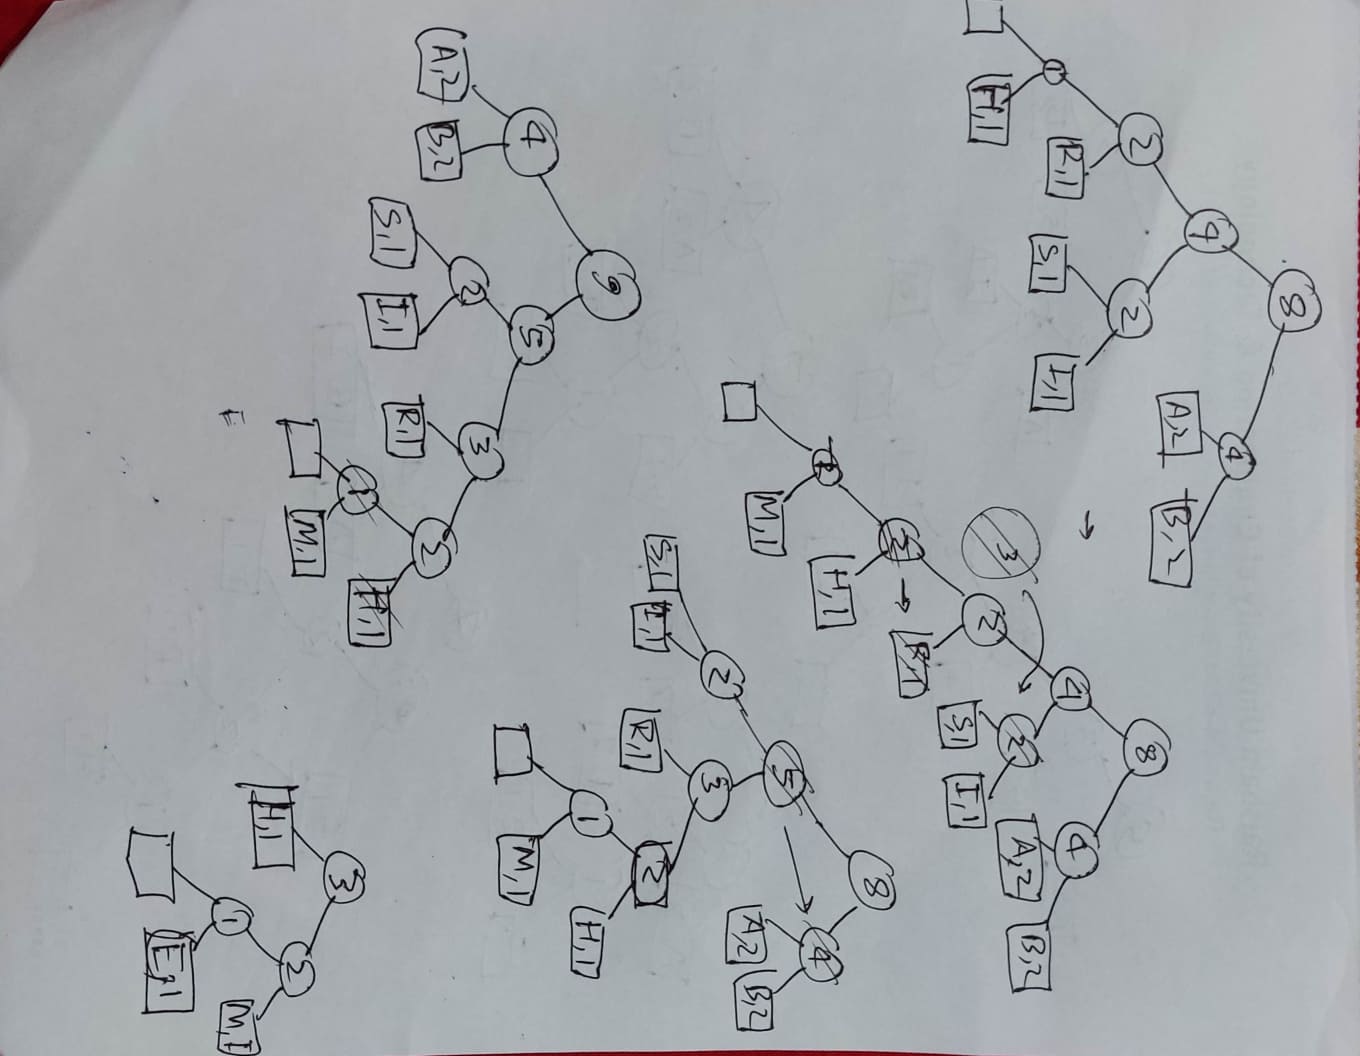 8
4 4
A,2 B,2
2 2
R,1 S,1 I,1
1
H,1
→
8
4 4
A,2 B,2
3 2 2
S,1 I,1
2 → R,1
H,1
M,1
8
5 4
A,2 B,2
2 3
S,1 I,1 R,1 2
1 H,1
M,1
9
4 5
A,2 B,2 2 3
S,1 I,1 R,1 2
1 H,1
M,1
E
3
H,1 2
1 M,1
E,1